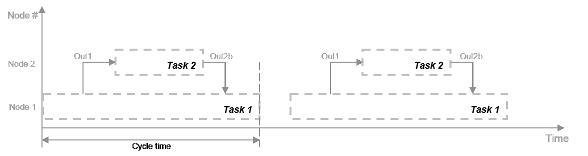 Node #
Out1 Out2b Out1 Out2b
Node 2 Task 2 Task 2
Node 1 Task 1 Task 1
Time
Cycle time